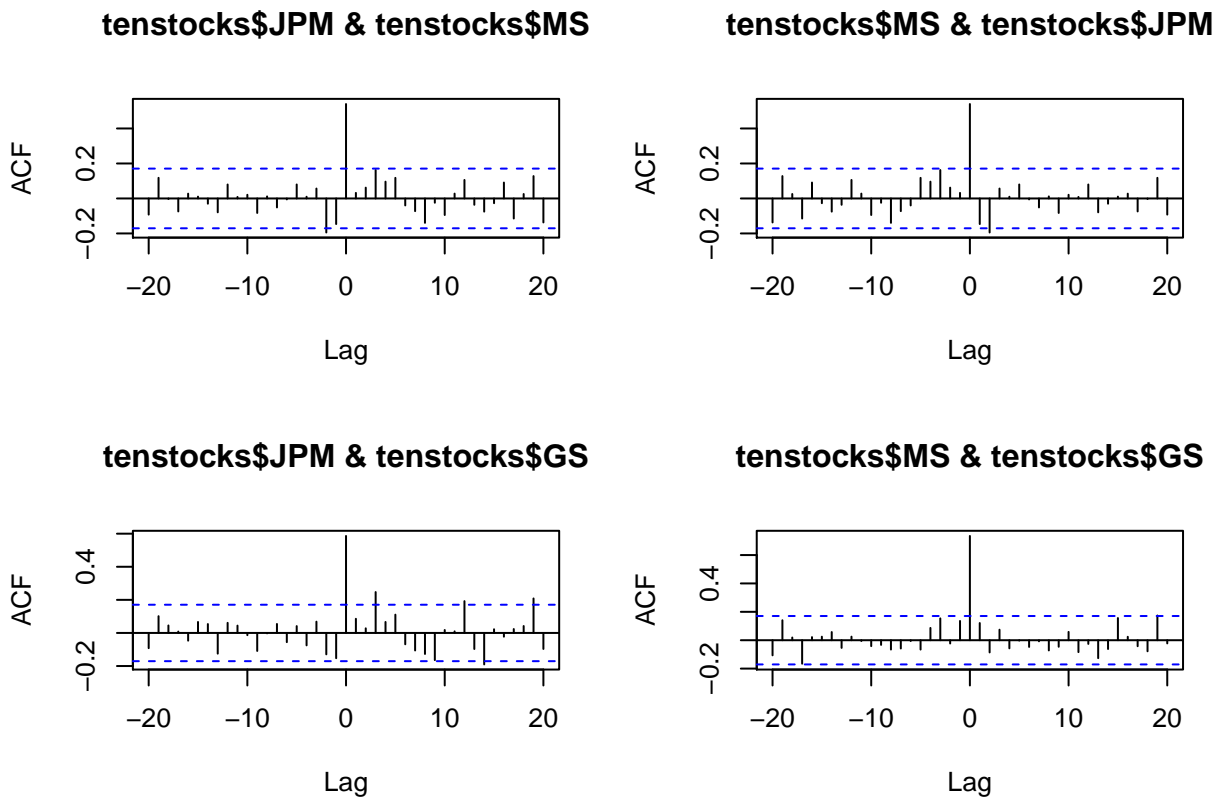 tenstocks$JPM & tenstocks$MS
ACF
0.2
−0.2
−20 −10 0 10 20
Lag
tenstocks$MS & tenstocks$JPM
ACF
0.2
−0.2
−20 −10 0 10 20
Lag
tenstocks$JPM & tenstocks$GS
ACF
0.4
−0.2
−20 −10 0 10 20
Lag
tenstocks$MS & tenstocks$GS
ACF
0.4
−0.2
−20 −10 0 10 20
Lag